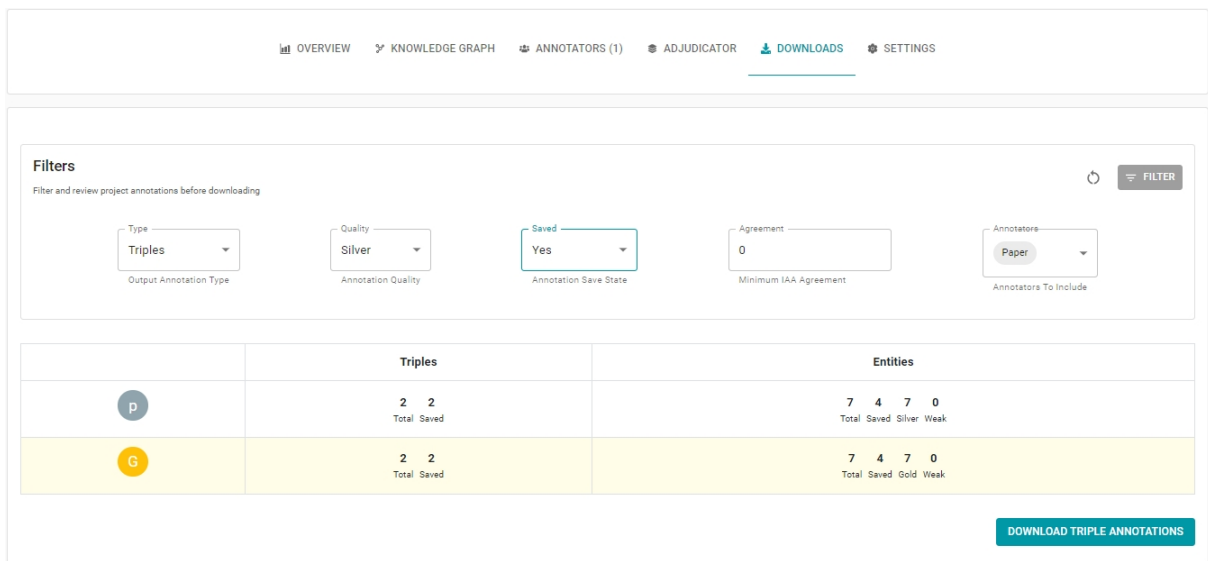 OVERVIEW KNOWLEDGE GRAPH ANNOTATORS (1) ADJUDICATOR DOWNLOADS SETTINGS
Filters
Filter and review project annotations before downloading
FILTER
Type Quality Saved Agreement Annotators
Triples Silver Yes 0 Paper
Output Annotation Type Annotation Quality Annotation Save State Minimum IAA Agreement Annotators To Include
Triples Entities
p 2 2 7 4 7 0
Total Saved Total Saved Silver Weak
G 2 2 7 4 7 0
Total Saved Total Saved Gold Weak
DOWNLOAD TRIPLE ANNOTATIONS